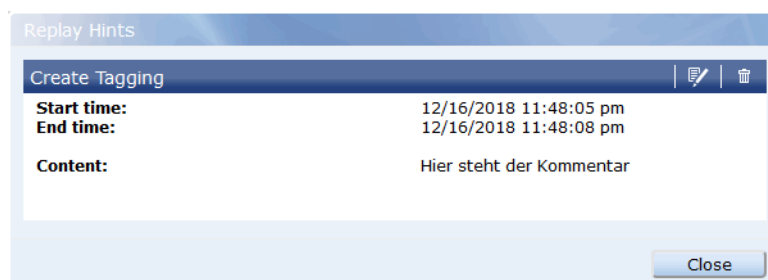 Replay Hints
Create Tagging
Start time: 12/16/2018 11:48:05 pm
End time: 12/16/2018 11:48:08 pm
Content: Hier steht der Kommentar
Close